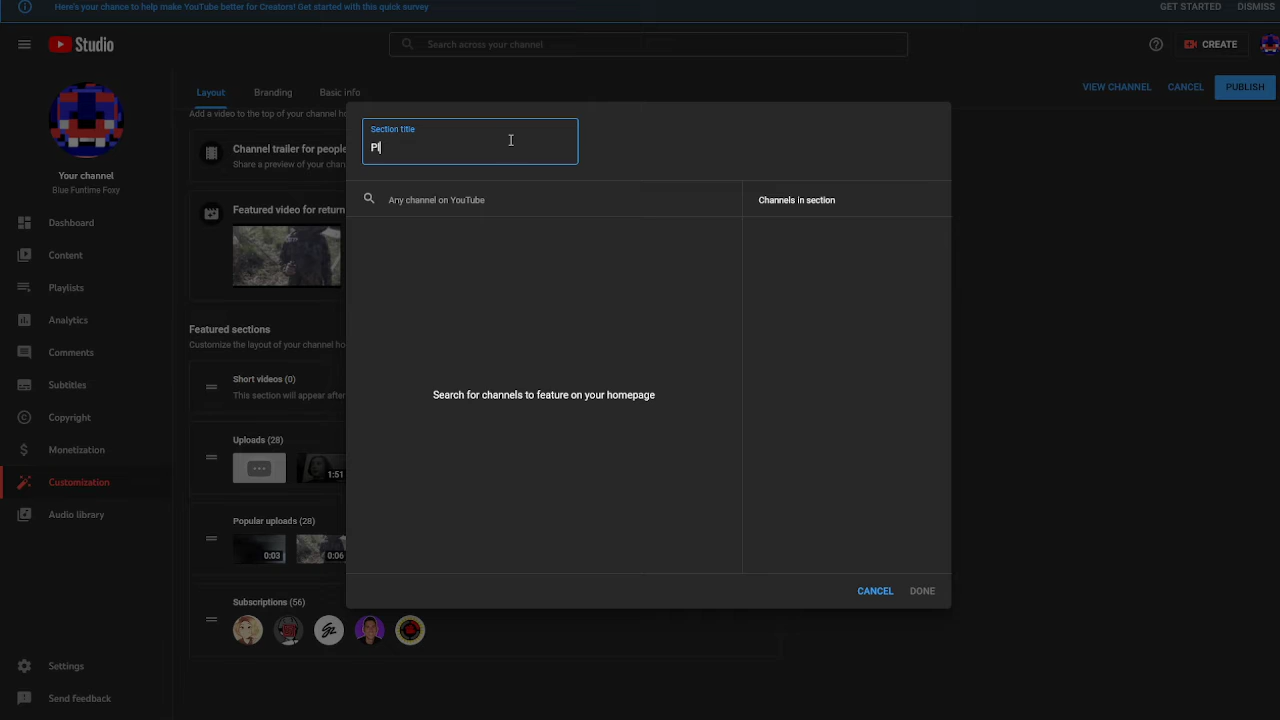 Here's your chance to help make YouTube better for Creators! Get started with this quick survey
GET STARTED
DISMISS
Studio
Search across your channel
CREATE
Layout
Branding
Basic info
VIEW CHANNEL
CANCEL
PUBLISH
Add a video to the top of your channel ho
Channel trailer for people
Share a preview of your channel
Featured video for return
Your channel
Blue Funtime Foxy
Dashboard
Content
Playlists
Analytics
Comments
Subtitles
Copyright
Monetization
Customization
Audio library
Settings
Send feedback
Featured sections
Customize the layout of your channel ho
Short videos (0)
This section will appear after
Uploads (28)
1:51
Popular uploads (28)
0:03
0:06
Subscriptions (56)
Section title
Pl
Any channel on YouTube
Channels in section
Search for channels to feature on your homepage
CANCEL
DONE